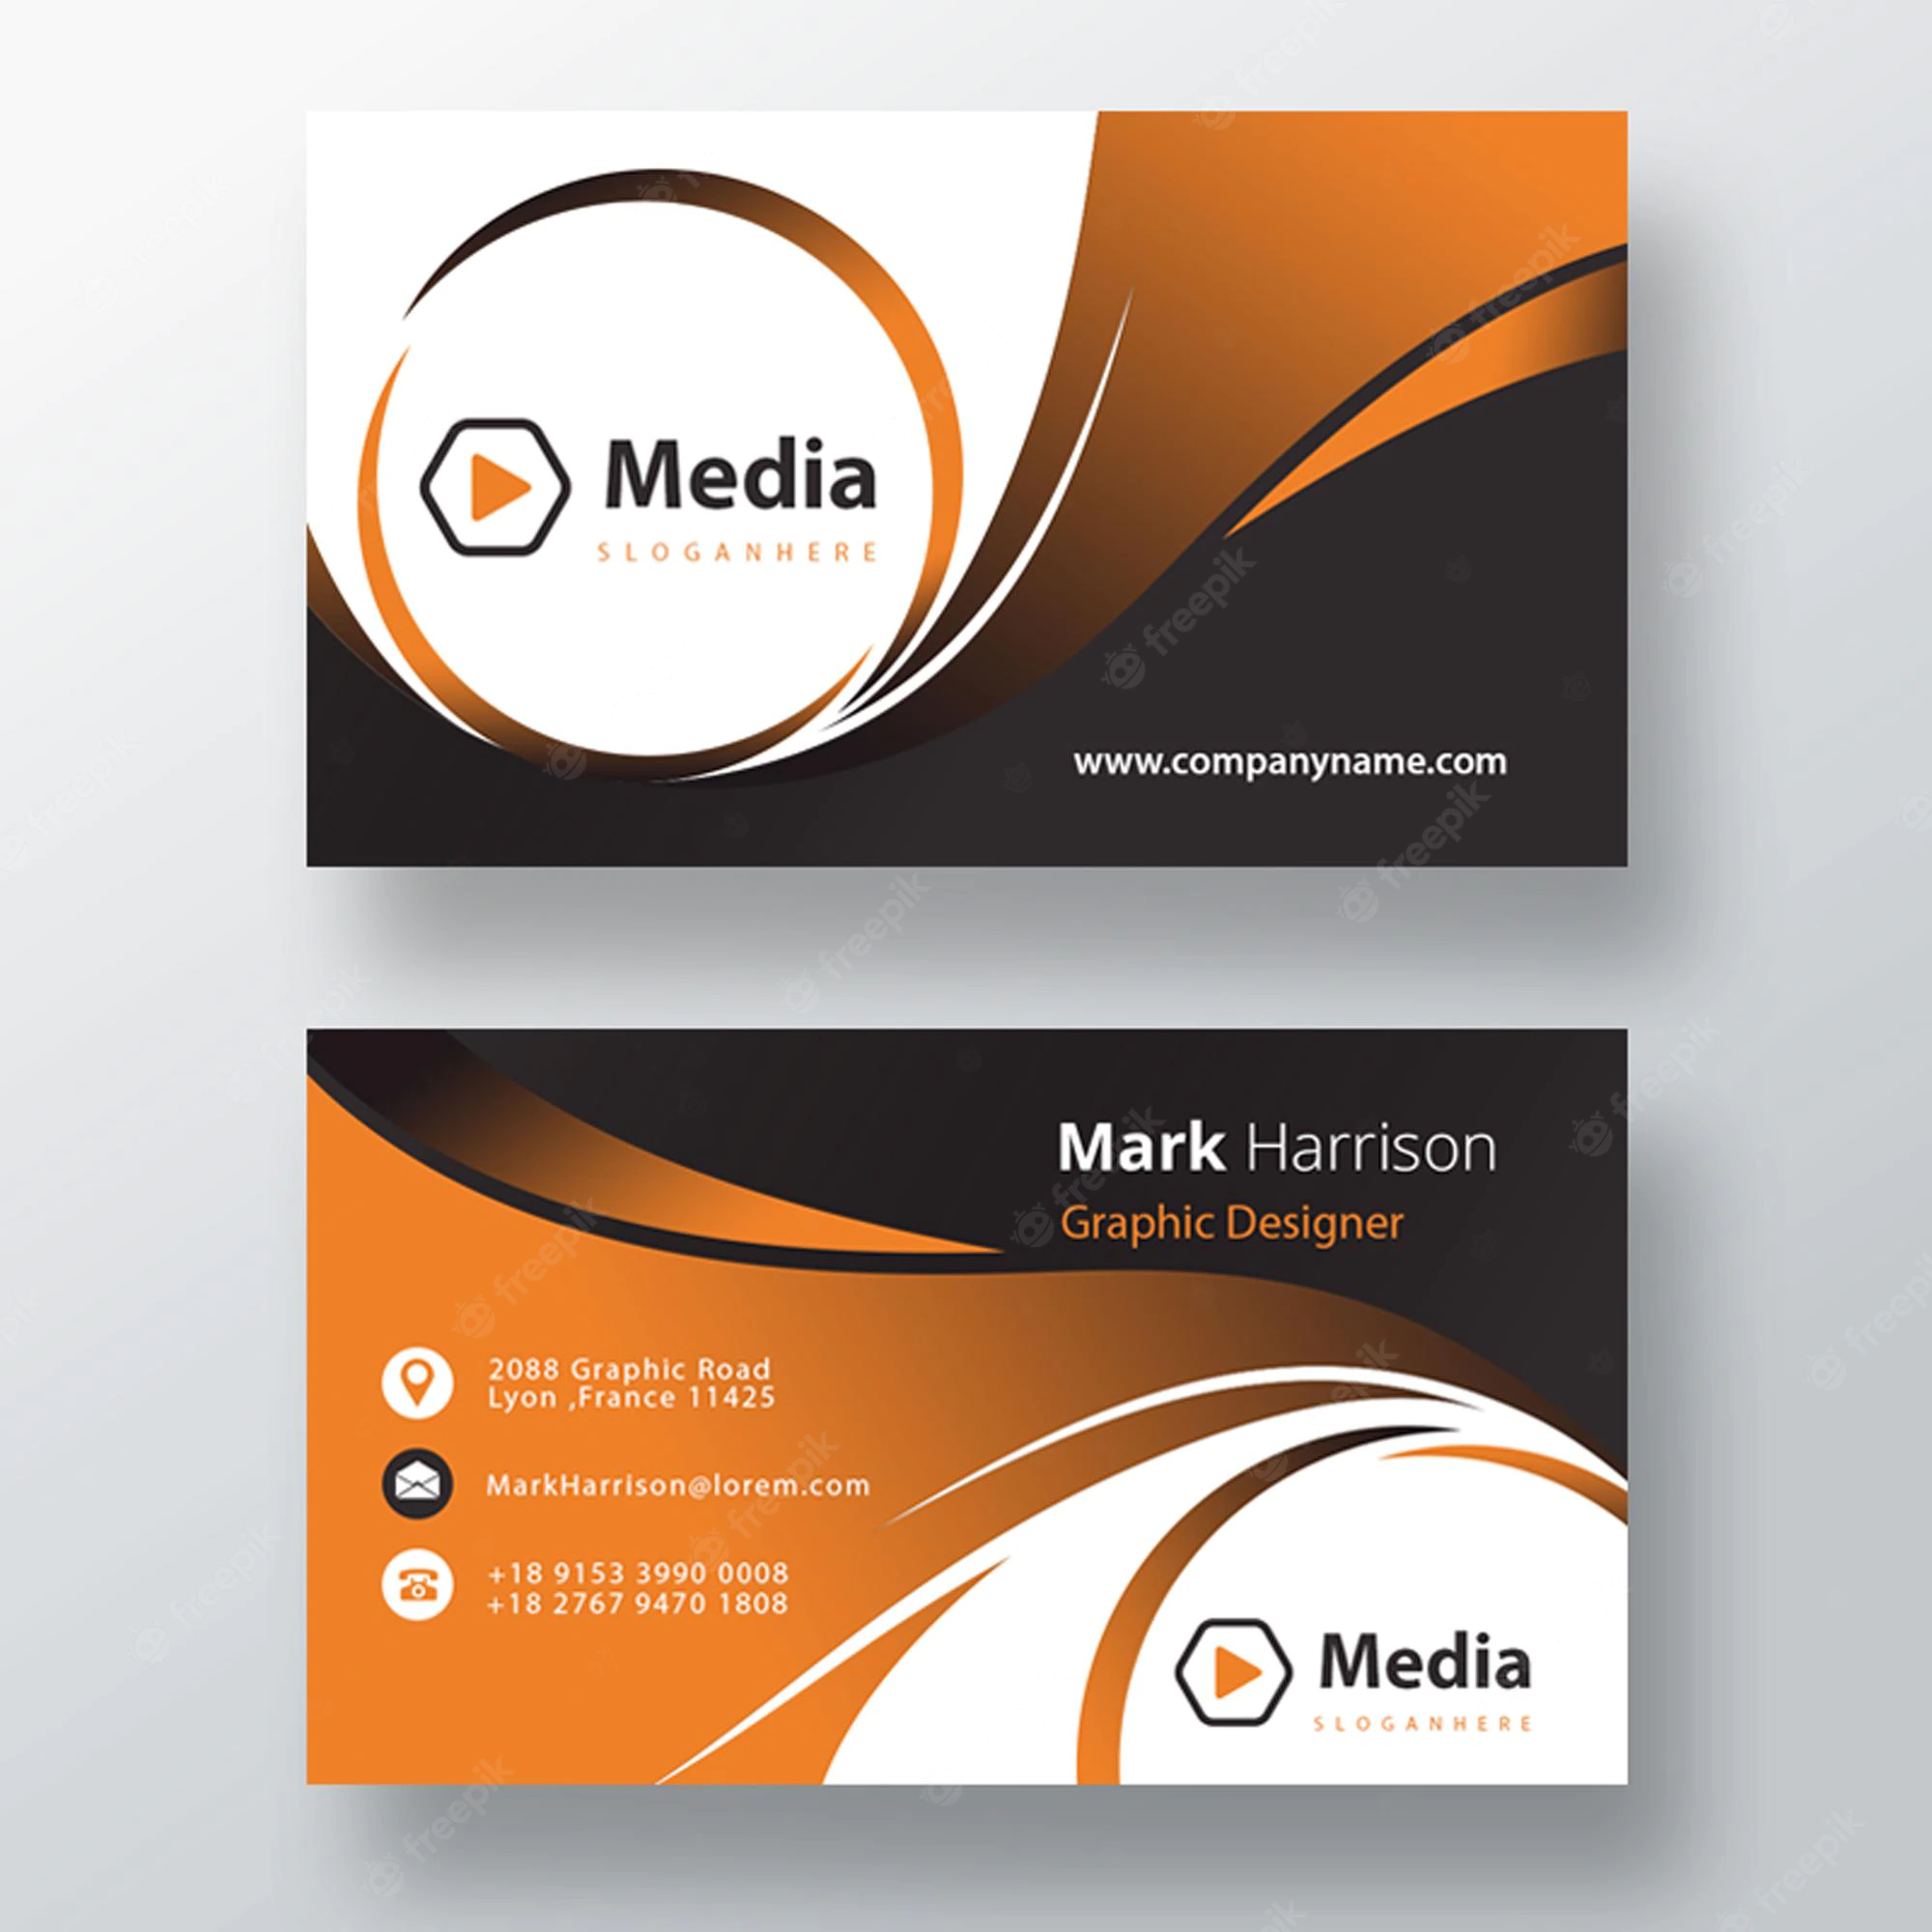 Media
SLOGANHERE
www.companyname.com
Mark Harrison
Graphic Designer
2088 Graphic Road
Lyon ,France 11425
MarkHarrison@lorem.com
+18 9153 3990 0008
+18 2767 9470 1808
Media
SLOGANHERE
freepik